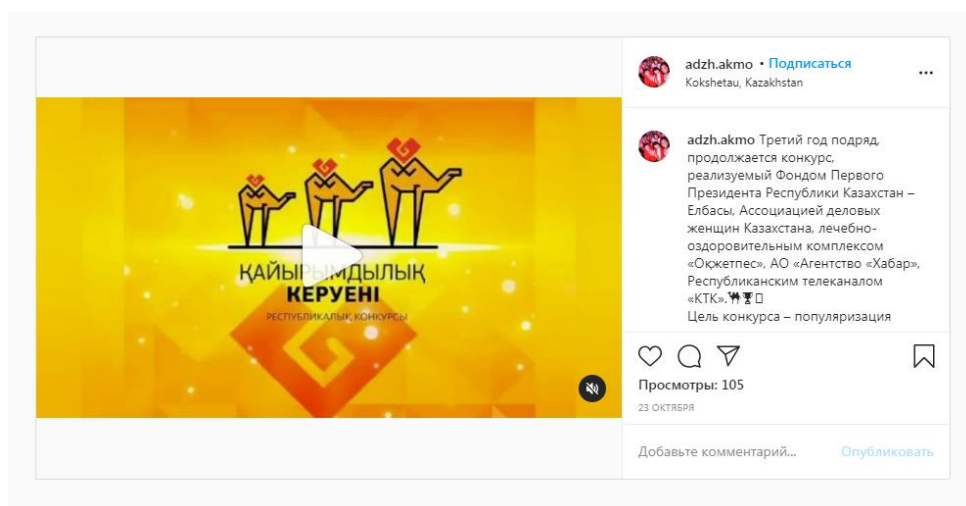 adzh.akmo • Подписаться
Kokshetau, Kazakhstan
ҚАЙЫРЫМДЫЛЫҚ
КЕРУЕНІ
РЕСПУБЛИКАЛЫҚ КОНКУРСЫ
adzh.akmo Третий год подряд,
продолжается конкурс,
реализуемый Фондом Первого
Президента Республики Казахстан –
Елбасы, Ассоциацией деловых
женщин Казахстана, лечебно-
оздоровительным комплексом
«Оқжетпес», АО «Агентство «Хабар»,
Республиканским телеканалом
«КТК».🐫🏆
Цель конкурса – популяризация
Просмотры: 105
23 ОКТЯБРЯ
Добавьте комментарий... Опубликовать